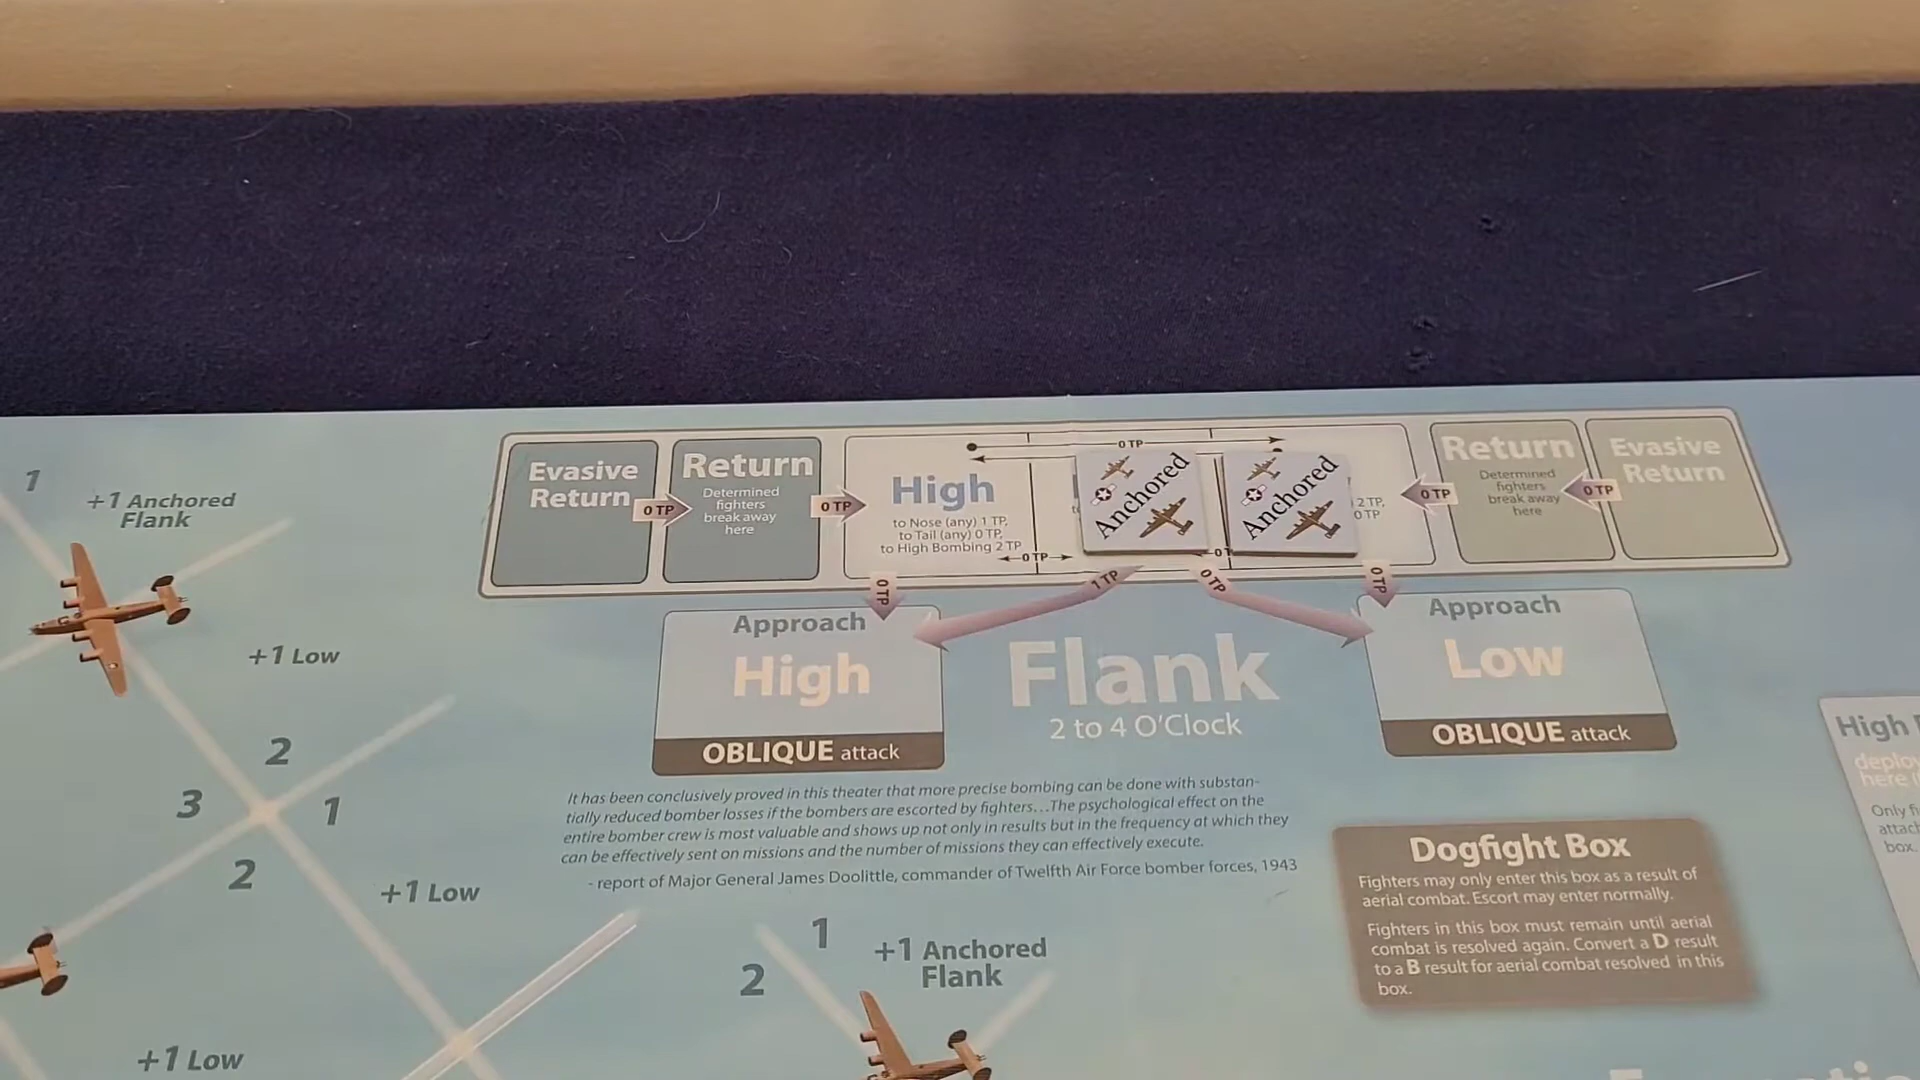 1
+1 Anchored
Flank
+1 Low
2
3
1
2
+1 Low
+1 Low
Evasive
Return
0 TP
Return
Determined
fighters
break away
here
0 TP
High
to Nose (any) 1 TP,
to Tail (any) 0 TP,
to High Bombing 2 TP
0 TP
0 TP
Anchored
Anchored
2 TP,
0 TP
0 TP
Return
Determined
fighters
break away
here
0 TP
Evasive
Return
0 TP
1 TP
0 TP
0 TP
Approach
High
OBLIQUE attack
Flank
2 to 4 O'Clock
Approach
Low
OBLIQUE attack
It has been conclusively proved in this theater that more precise bombing can be done with substan-
tially reduced bomber losses if the bombers are escorted by fighters...The psychological effect on the
entire bomber crew is most valuable and shows up not only in results but in the frequency at which they
can be effectively sent on missions and the number of missions they can effectively execute.
- report of Major General James Doolittle, commander of Twelfth Air Force bomber forces, 1943
1
2
+1 Anchored
Flank
Dogfight Box
Fighters may only enter this box as a result of
aerial combat. Escort may enter normally.
Fighters in this box must remain until aerial
combat is resolved again. Convert a D result
to a B result for aerial combat resolved in this
box.
High
here
box.